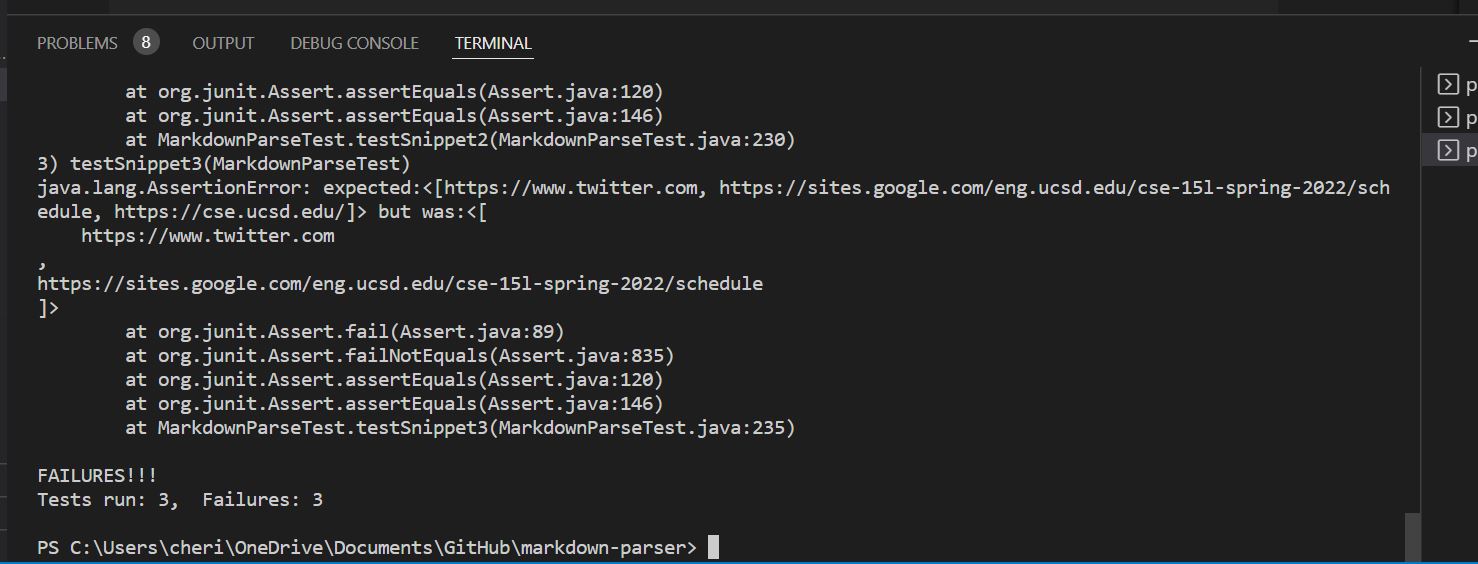 PROBLEMS 8 OUTPUT DEBUG CONSOLE TERMINAL
at org.junit.Assert.assertEquals(Assert.java:120)
at org.junit.Assert.assertEquals(Assert.java:146)
at MarkdownParseTest.testSnippet2(MarkdownParseTest.java:230)
3) testSnippet3(MarkdownParseTest)
java.lang.AssertionError: expected:<[https://www.twitter.com, https://sites.google.com/eng.ucsd.edu/cse-15l-spring-2022/sch
edule, https://cse.ucsd.edu/]> but was:<[
https://www.twitter.com
,
https://sites.google.com/eng.ucsd.edu/cse-15l-spring-2022/schedule
]>
at org.junit.Assert.fail(Assert.java:89)
at org.junit.Assert.failNotEquals(Assert.java:835)
at org.junit.Assert.assertEquals(Assert.java:120)
at org.junit.Assert.assertEquals(Assert.java:146)
at MarkdownParseTest.testSnippet3(MarkdownParseTest.java:235)
FAILURES!!!
Tests run: 3,  Failures: 3
PS C:\Users\cheri\OneDrive\Documents\GitHub\markdown-parser>
p
p
p